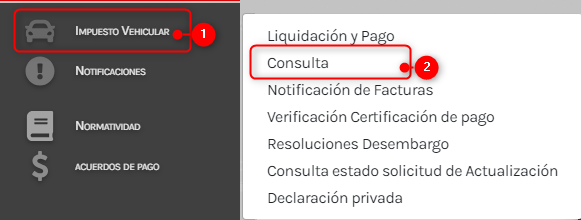 Impuesto Vehicular
1
Notificaciones
Normatividad
acuerdos de pago
Liquidación y Pago
Consulta
2
Notificación de Facturas
Verificación Certificación de pago
Resoluciones Desembargo
Consulta estado solicitud de Actualización
Declaración privada